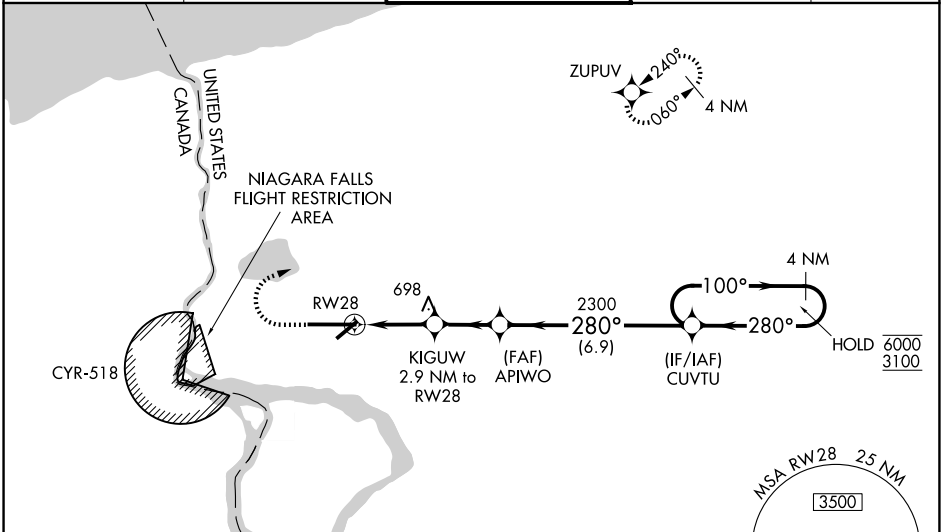 UNITED STATES
CANADA
ZUPUV
240°
060°
4 NM
NIAGARA FALLS
FLIGHT RESTRICTION
AREA
4 NM
RW28
698
2300
100°
280°
280°
(6.9)
HOLD
6000
3100
CYR-518
KIGUW
2.9 NM to
RW28
(FAF)
APIWO
(IF/IAF)
CUVTU
MSA RW28 25 NM
3500